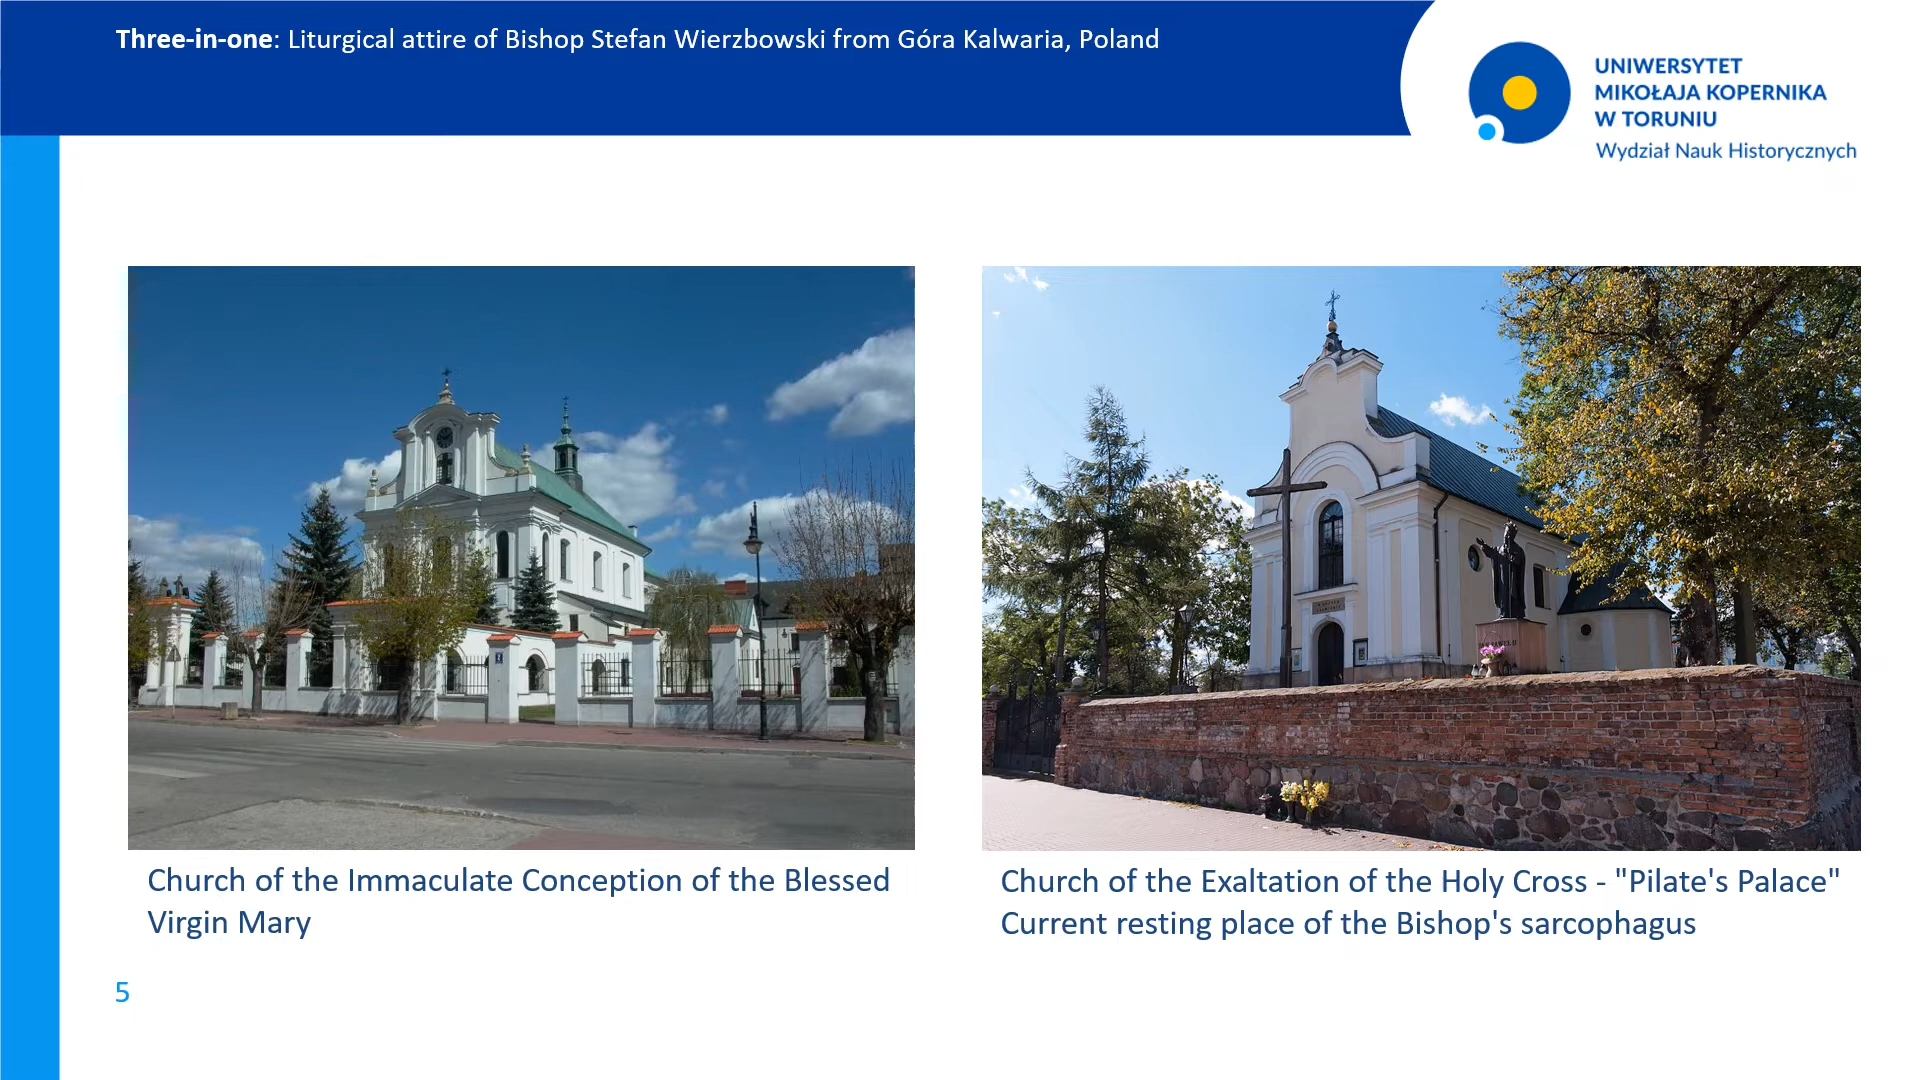 Three-in-one: Liturgical attire of Bishop Stefan Wierzbowski from Góra Kalwaria, Poland
UNIWERSYTET
MIKOŁAJA KOPERNIKA
W TORUNIU
Wydział Nauk Historycznych
Church of the Immaculate Conception of the Blessed
Virgin Mary
Church of the Exaltation of the Holy Cross - "Pilate's Palace"
Current resting place of the Bishop's sarcophagus
5